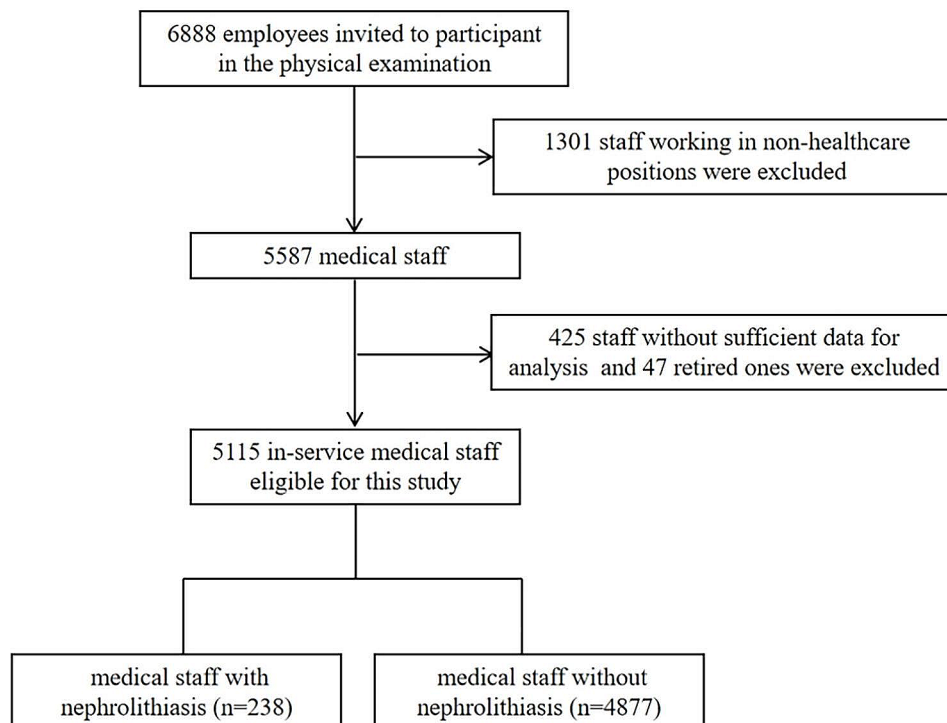 6888 employees invited to participant
in the physical examination
1301 staff working in non-healthcare
positions were excluded
5587 medical staff
425 staff without sufficient data for
analysis and 47 retired ones were excluded
5115 in-service medical staff
eligible for this study
medical staff with
nephrolithiasis (n=238)
medical staff without
nephrolithiasis (n=4877)